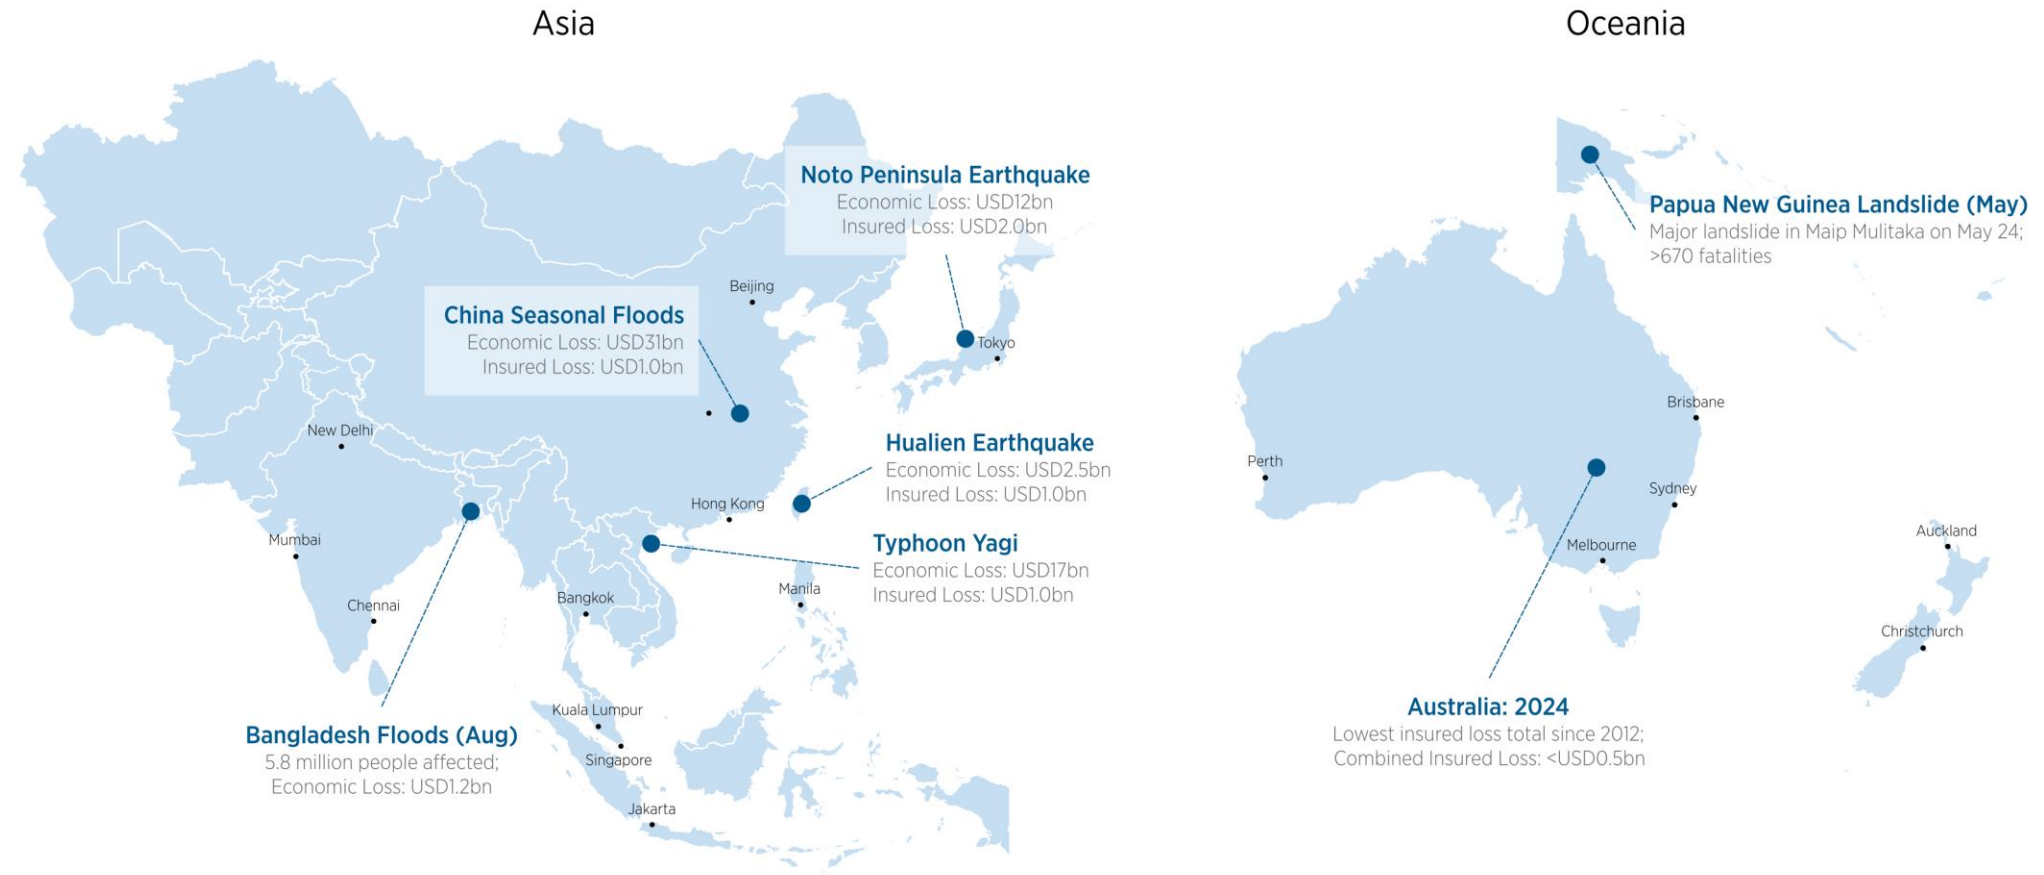 Asia
Noto Peninsula Earthquake
Economic Loss: USD12bn
Insured Loss: USD2.0bn
Beijing
China Seasonal Floods
Economic Loss: USD31bn
Insured Loss: USD1.0bn
Tokyo
New Delhi
Hualien Earthquake
Economic Loss: USD2.5bn
Insured Loss: USD1.0bn
Hong Kong
Mumbai
Typhoon Yagi
Economic Loss: USD17bn
Insured Loss: USD1.0bn
Manila
Bangkok
Chennai
Kuala Lumpur
Bangladesh Floods (Aug)
5.8 million people affected;
Economic Loss: USD1.2bn
Singapore
Jakarta
Oceania
Papua New Guinea Landslide (May)
Major landslide in Maip Mulitaka on May 24;
>670 fatalities
Brisbane
Perth
Sydney
Auckland
Melbourne
Christchurch
Australia: 2024
Lowest insured loss total since 2012;
Combined Insured Loss: <USD0.5bn